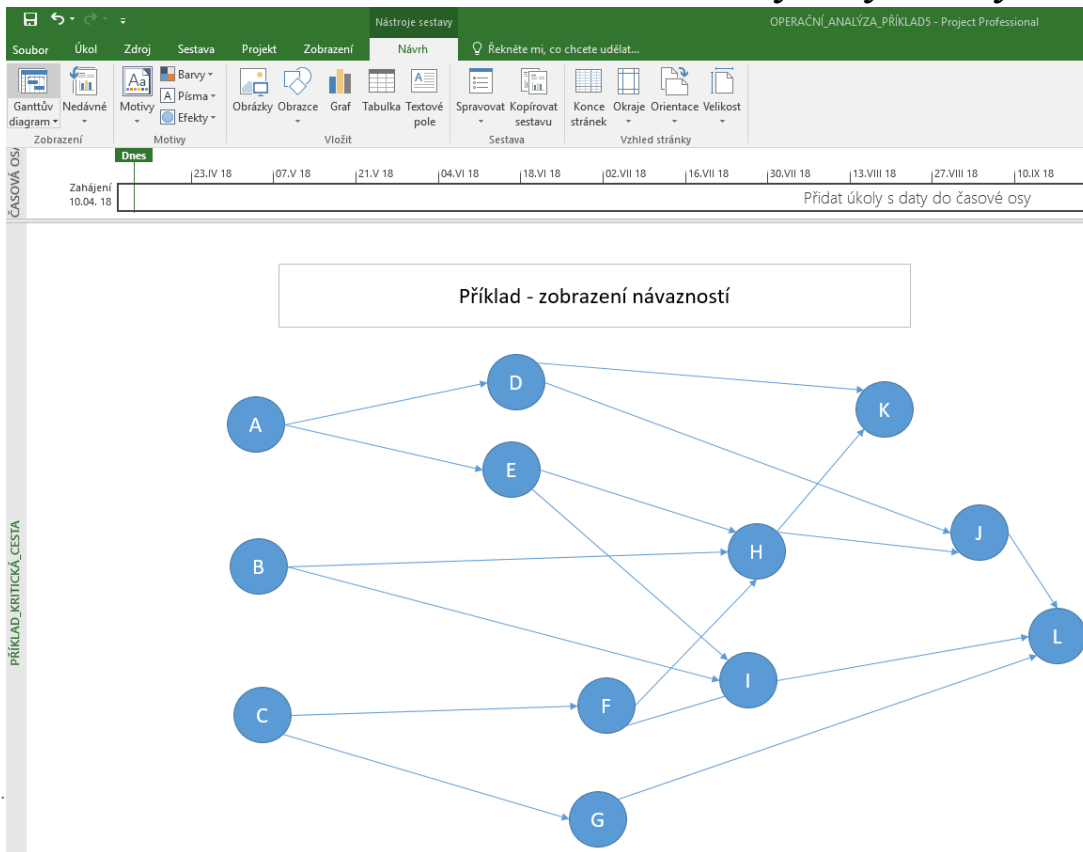 Nástroje sestavy
OPERAČNÍ_ANALÝZA_PŘÍKLAD5 - Project Professional
Soubor Úkol Zdroj Sestava Projekt Zobrazení Návrh Řekněte mi, co chcete udělat...
Ganttův diagram
Nedávné
Zobrazení
Motivy
Aa
Barvy
A Písma
Efekty
Motivy
Obrázky Obrazce Graf Tabulka Textové pole
Vložit
Spravovat Kopírovat sestavu
Sestava
Konce stránek Okraje Orientace Velikost
Vzhled stránky
ČASOVÁ OS
Dnes
23.IV 18 07.V 18 21.V 18 04.VI 18 18.VI 18 02.VII 18 16.VII 18 30.VII 18 13.VIII 18 27.VIII 18 10.IX 18
Zahájení
10.04. 18
Přidat úkoly s daty do časové osy
PŘÍKLAD_KRITICKÁ_CESTA
Příklad - zobrazení návazností
D
K
A
E
J
H
B
L
I
F
C
G